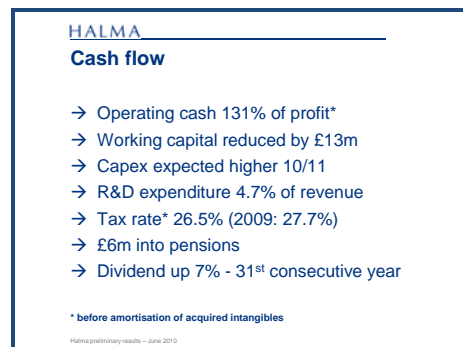 HALMA
Cash flow
→ Operating cash 131% of profit*
→ Working capital reduced by £13m
→ Capex expected higher 10/11
→ R&D expenditure 4.7% of revenue
→ Tax rate* 26.5% (2009: 27.7%)
→ £6m into pensions
→ Dividend up 7% - 31st consecutive year
* before amortisation of acquired intangibles
Halma preliminary results – June 2010